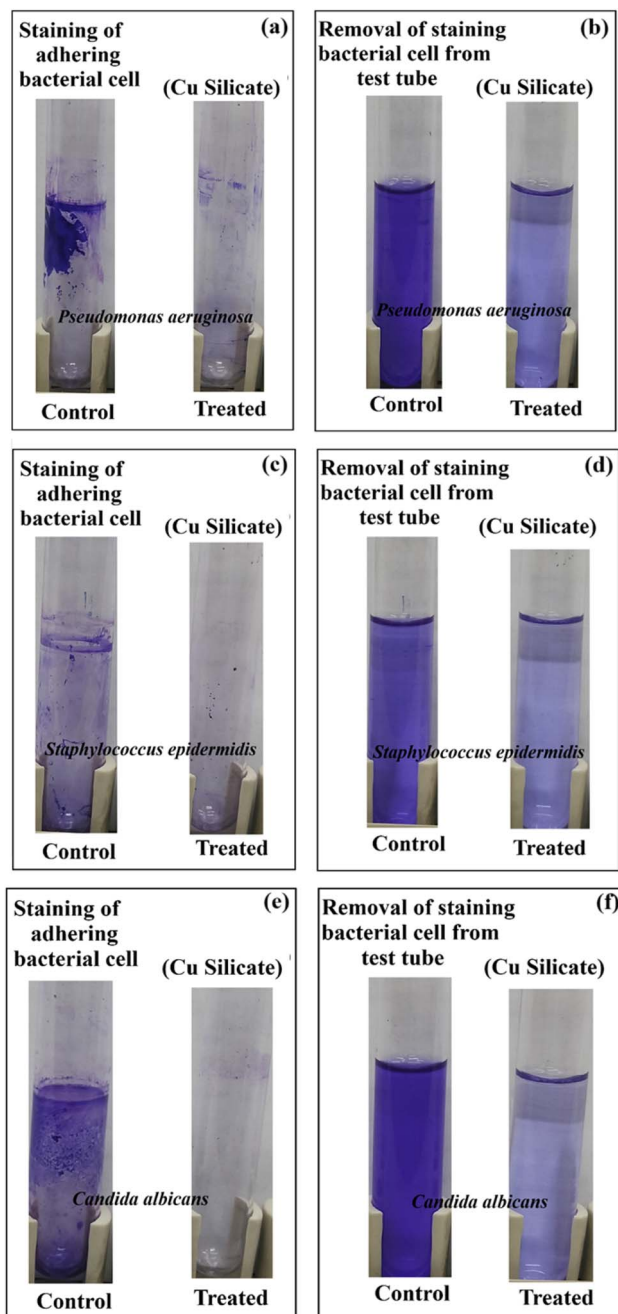 Staining of
adhering
bacterial cell
(a)
(Cu Silicate)
Pseudomonas aeruginosa
Control
Treated
Removal of staining
bacterial cell from
test tube
(b)
(Cu Silicate)
Pseudomonas aeruginosa
Control
Treated
Staining of
adhering
bacterial cell
(c)
(Cu Silicate)
Staphylococcus epidermidis
Control
Treated
Removal of staining
bacterial cell from
test tube
(d)
(Cu Silicate)
Staphylococcus epidermidis
Control
Treated
Staining of
adhering
bacterial cell
(e)
(Cu Silicate)
Candida albicans
Control
Treated
Removal of staining
bacterial cell from
test tube
(f)
(Cu Silicate)
Candida albicans
Control
Treated